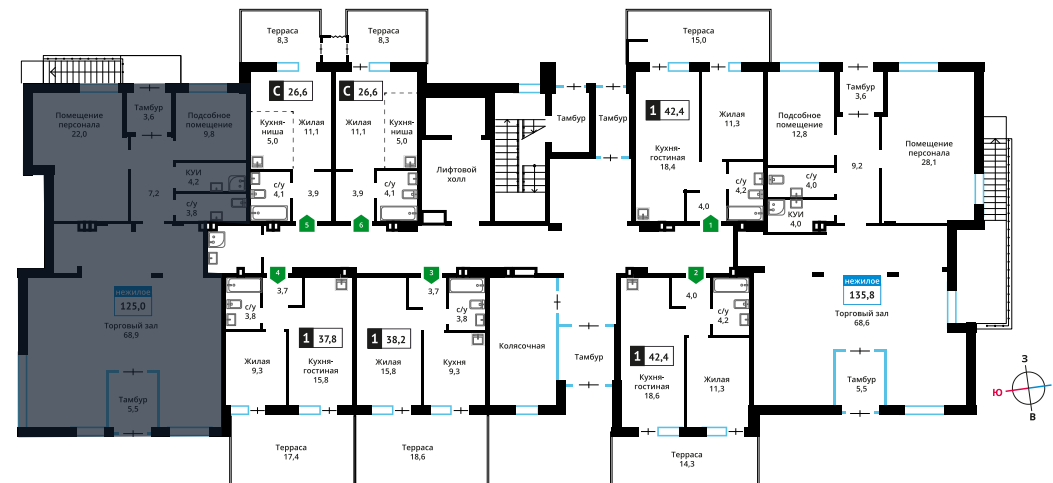 Терраса
8,3
Терраса
8,3
Терраса
15,0
С 26,6
С 26,6
1 42,4
Помещение
персонала
22,0
Тамбур
3,6
Подсобное
помещение
9,8
Кухня-
ниша
5,0
Жилая
11,1
Жилая
11,1
Кухня-
ниша
5,0
Лифтовой
холл
Тамбур
Тамбур
Кухня-
гостиная
18,4
Жилая
11,3
Подсобное
помещение
12,8
Тамбур
3,6
Помещение
персонала
28,1
9,2
КУИ
4,2
7,2
с/у
3,8
с/у
4,1
3,9
3,9
с/у
4,1
4,0
с/у
4,2
с/у
4,0
КУИ
4,0
5
6
1
4
3
2
нежилое
125,0
Торговый зал
68,9
3,7
с/у
3,8
1 37,8
Жилая
9,3
Кухня-
гостиная
15,8
3,7
с/у
3,8
1 38,2
Жилая
15,8
Кухня
9,3
Колясочная
Тамбур
4,0
с/у
4,2
1 42,4
Кухня-
гостиная
18,6
Жилая
11,3
нежилое
135,8
Торговый зал
68,6
Тамбур
5,5
Тамбур
5,5
Терраса
17,4
Терраса
18,6
Терраса
14,3
З
Ю
В